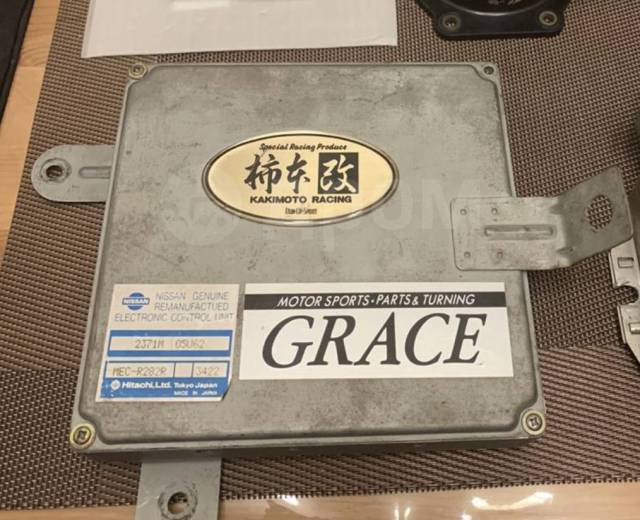 Special Racing Produce
柿本改
KAKIMOTO RACING
NISSAN
NISSAN GENUINE
REMANUFACTUED
ELECTRONIC CONTROL UNIT
2371M 05U62
MEC-R282R 3422
Hitachi, Ltd. Tokyo Japan
MADE IN JAPAN
MOTOR SPORTS・PARTS & TURNING
GRACE